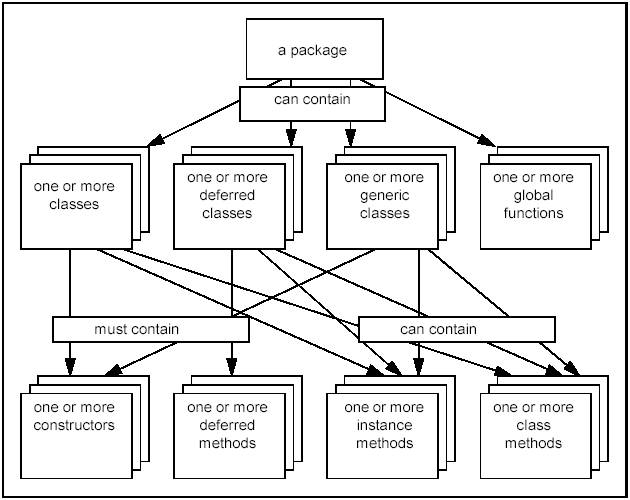 a package
can contain
one or more
classes
one or more
deferred
classes
one or more
generic
classes
one or more
global
functions
must contain
can contain
one or more
constructors
one or more
deferred
methods
one or more
instance
methods
one or more
class
methods